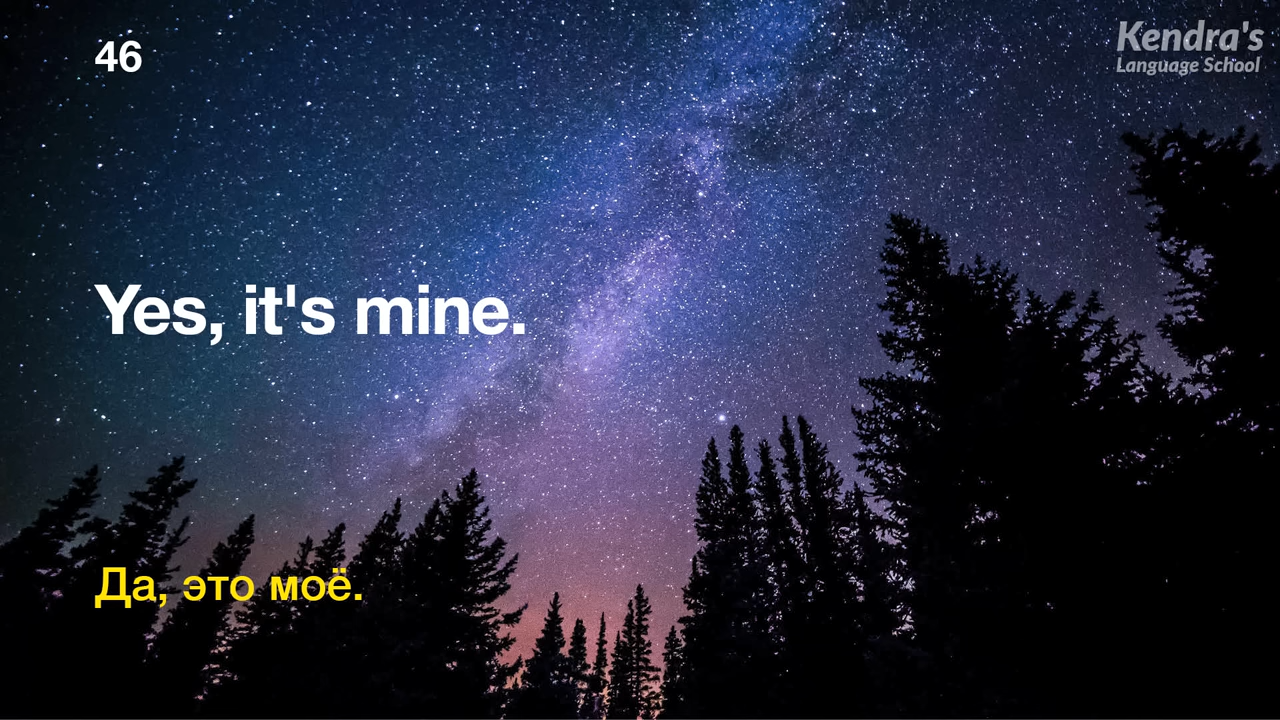 46
Kendra's
Language School
Yes, it's mine.
Да, это моё.